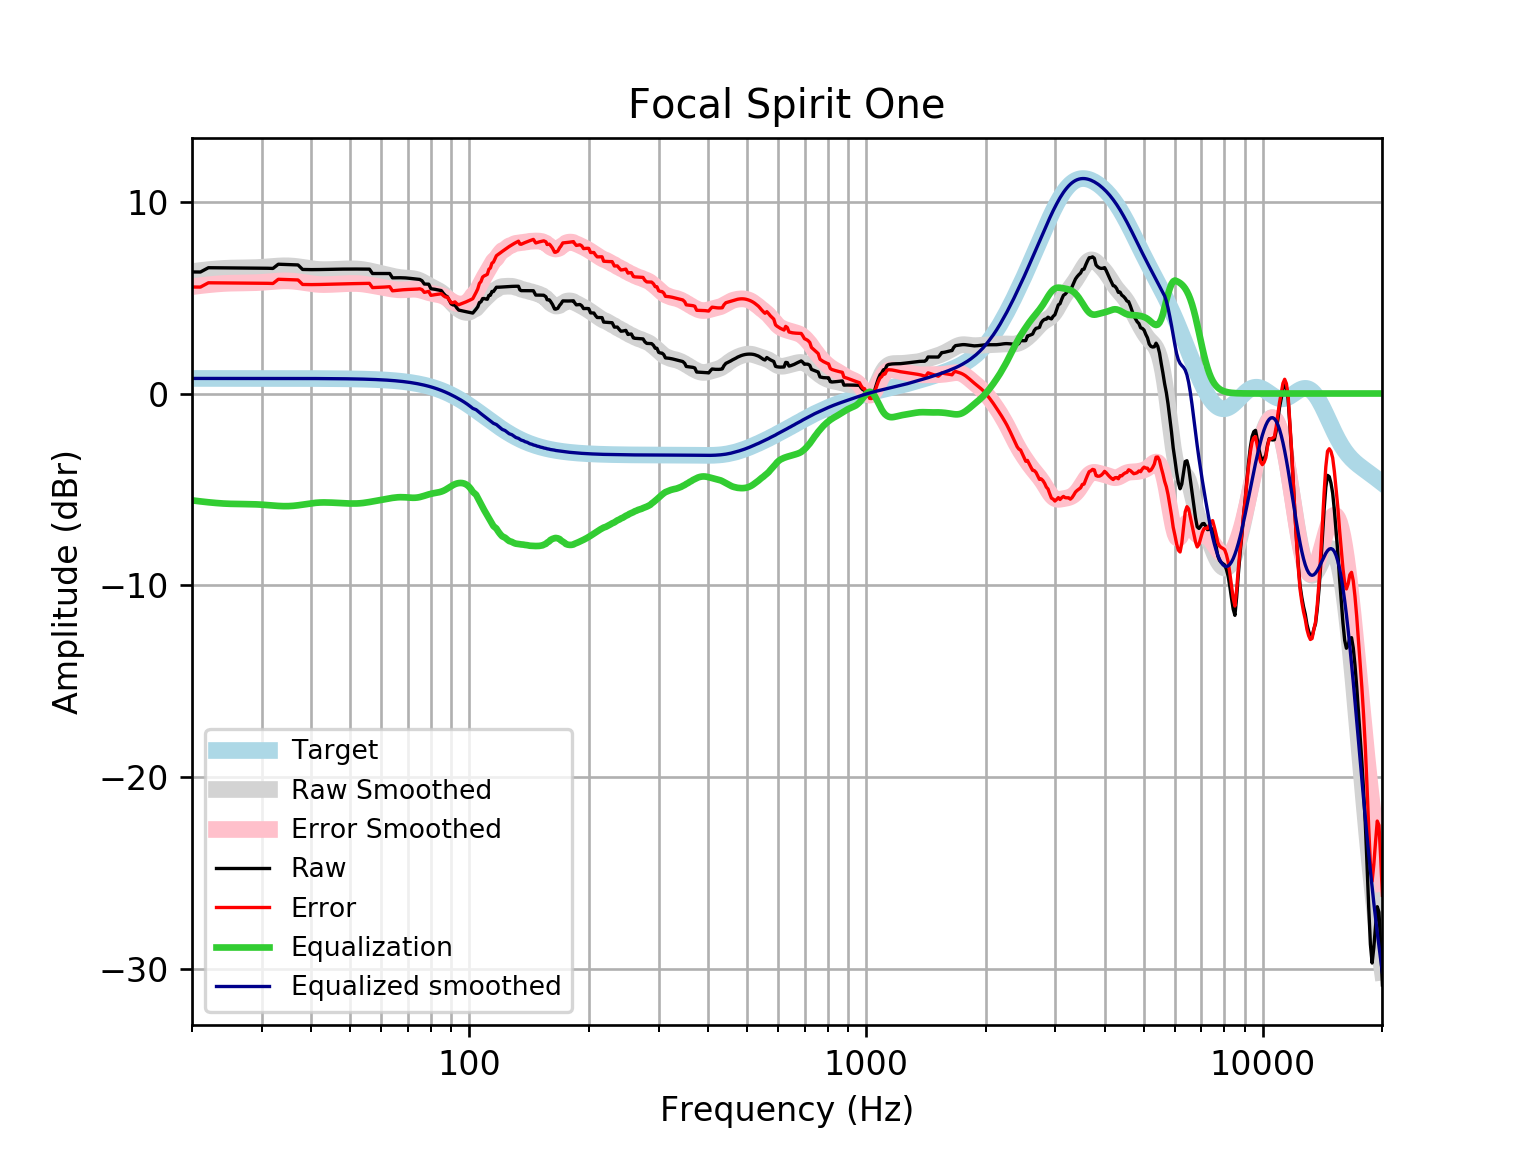 Focal Spirit One
Amplitude (dBr)
10
0
−10
−20
−30
Target
Raw Smoothed
Error Smoothed
Raw
Error
Equalization
Equalized smoothed
100
1000
10000
Frequency (Hz)